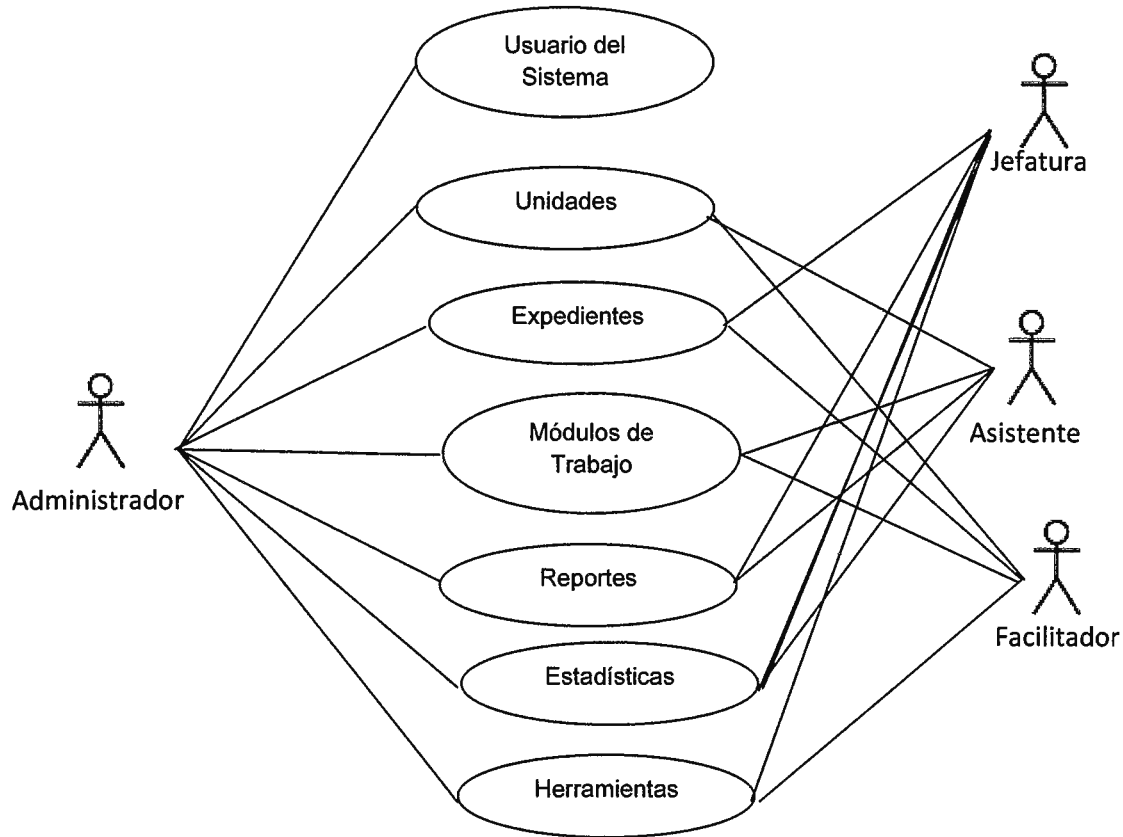 Usuario del
Sistema
Jefatura
Unidades
Expedientes
Asistente
Módulos de
Trabajo
Administrador
Reportes
Facilitador
Estadísticas
Herramientas